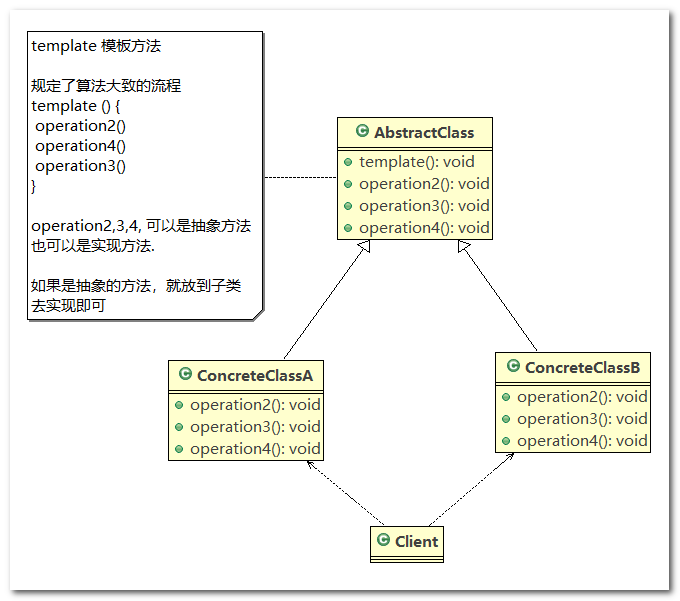 template 模板方法
规定了算法大致的流程
template () {
operation2()
operation4()
operation3()
}
operation2,3,4, 可以是抽象方法
也可以是实现方法.
如果是抽象的方法，就放到子类
去实现即可
C AbstractClass
template(): void
operation2(): void
operation3(): void
operation4(): void
C ConcreteClassA
operation2(): void
operation3(): void
operation4(): void
C ConcreteClassB
operation2(): void
operation3(): void
operation4(): void
C Client